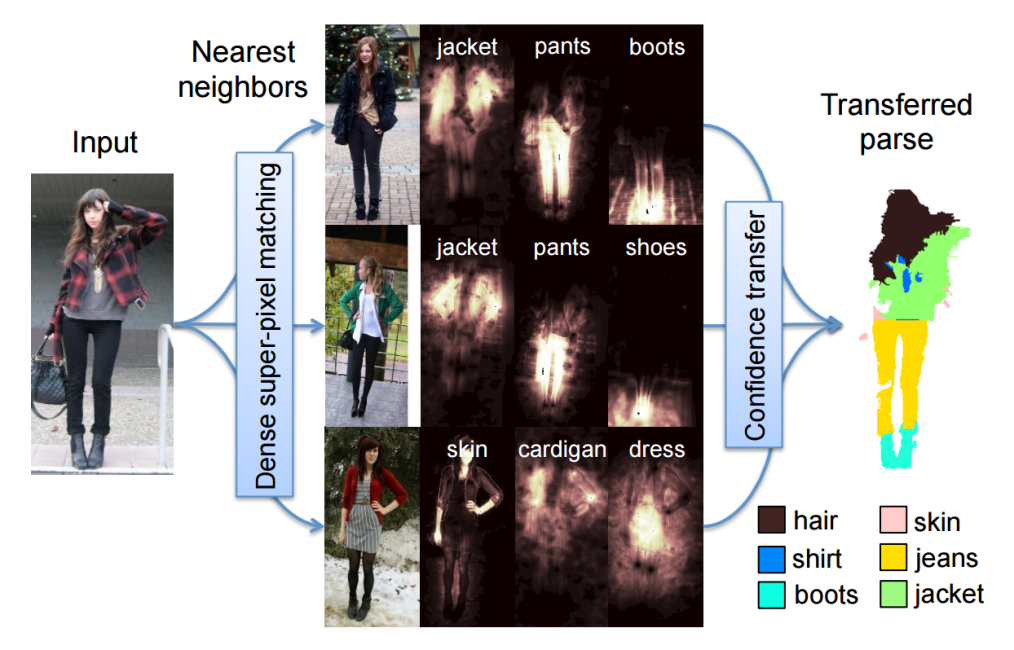 Input
Nearest
neighbors
Dense super-pixel matching
jacket pants boots
jacket pants shoes
skin cardigan dress
Confidence transfer
Transferred
parse
hair skin
shirt jeans
boots jacket